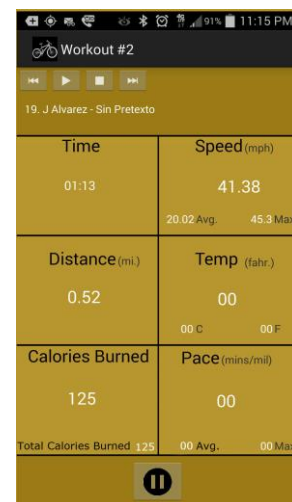 91% 11:15 PM
Workout #2
19. J Alvarez - Sin Pretexto
Time
01:13
Speed (mph)
41.38
20.02 Avg. 45.3 Max
Distance (mi.)
0.52
Temp (fahr.)
00
00 C 00 F
Calories Burned
125
Total Calories Burned 125
Pace (mins/mil)
00
00 Avg. 00 Max